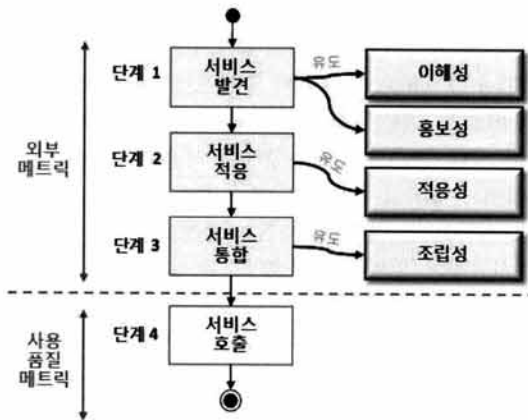 단계 1
서비스
발견
유도
이해성
홍보성
외부
메트릭
단계 2
서비스
적응
유도
적응성
단계 3
서비스
통합
유도
조립성
사용
품질
메트릭
단계 4
서비스
호출